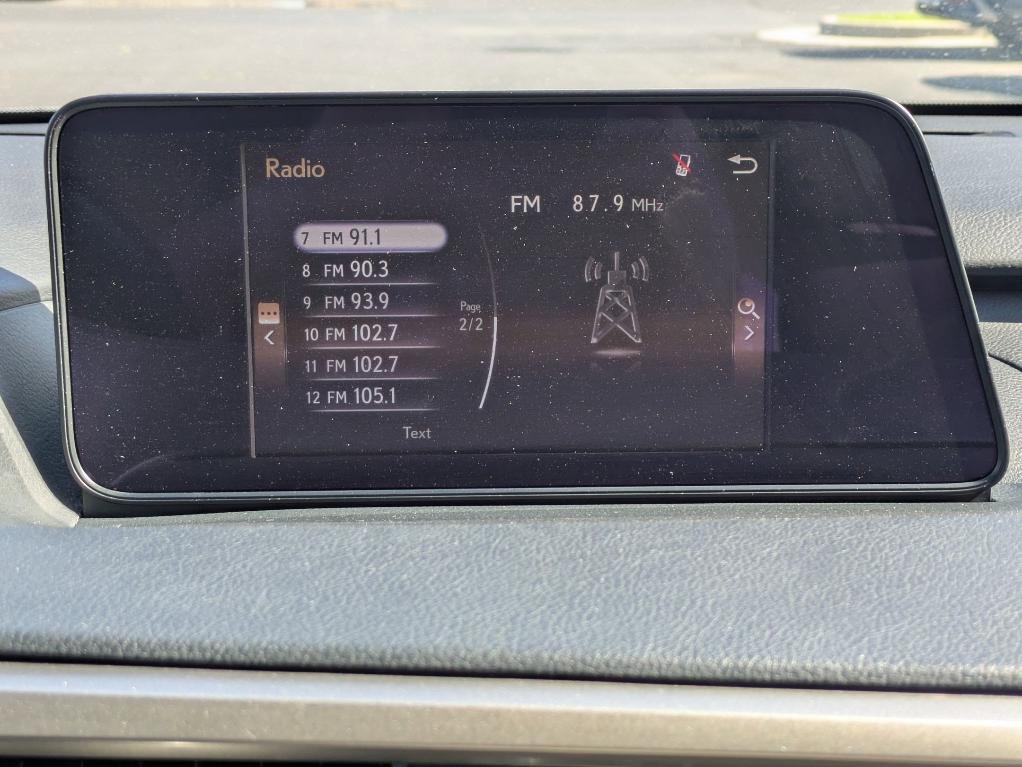 Radio
FM 87.9 MHz
7 FM 91.1
8 FM 90.3
9 FM 93.9
10 FM 102.7
11 FM 102.7
12 FM 105.1
Page
2/2
Text